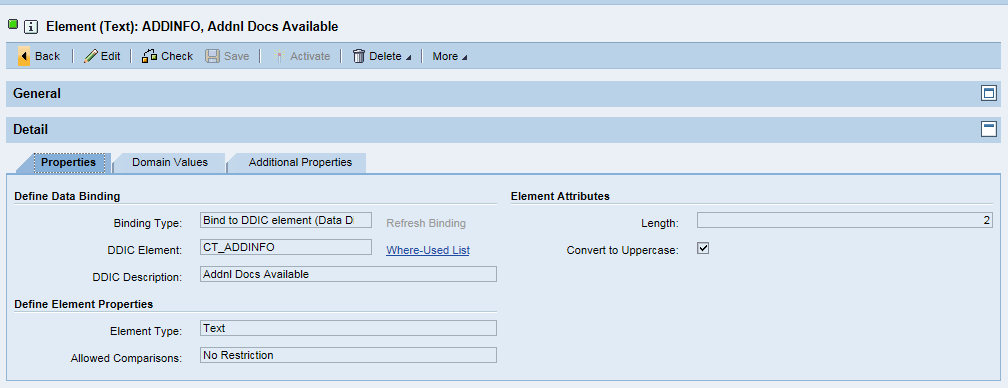 Element (Text): ADDINFO, Addnl Docs Available
Back Edit Check Save Activate Delete More
General
Detail
Properties Domain Values Additional Properties
Define Data Binding
Binding Type: Bind to DDIC element (Data D Refresh Binding
DDIC Element: CT_ADDINFO Where-Used List
DDIC Description: Addnl Docs Available
Define Element Properties
Element Type: Text
Allowed Comparisons: No Restriction
Element Attributes
Length: 2
Convert to Uppercase: